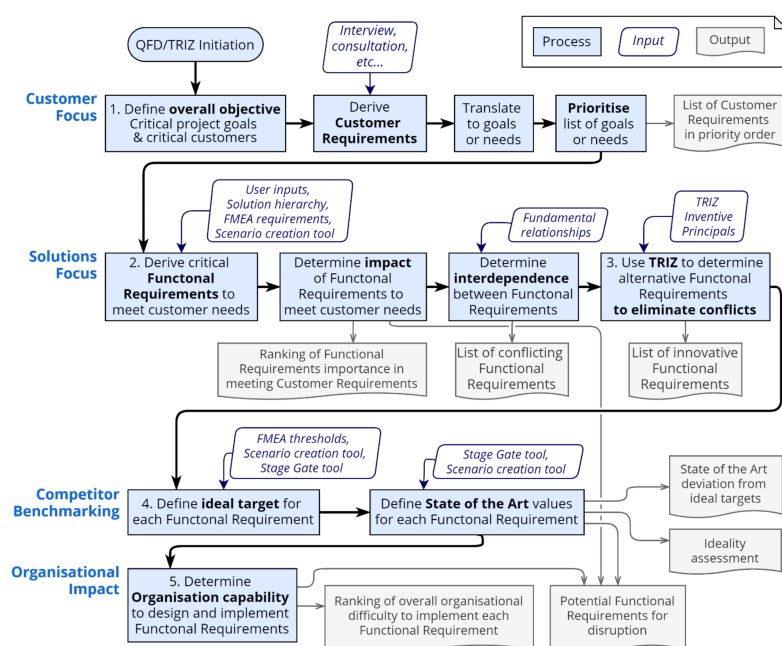 QFD/TRIZ Initiation
Interview,
consultation,
etc...
Process
Input
Output
Customer
Focus
1. Define overall objective
Critical project goals
& critical customers
Derive
Customer
Requirements
Translate
to goals
or needs
Prioritise
list of goals
or needs
List of Customer
Requirements
in priority order
User inputs,
Solution hierarchy,
FMEA requirements,
Scenario creation tool
Fundamental
relationships
TRIZ
Inventive
Principals
Solutions
Focus
2. Derive critical
Functonal
Requirements to
meet customer needs
Determine impact
of Functonal
Requirements to
meet customer needs
Determine
interdependence
between Functonal
Requirements
3. Use TRIZ to determine
alternative Functonal
Requirements
to eliminate conflicts
Ranking of Functional
Requirements importance in
meeting Customer Requirements
List of conflicting
Functional
Requirements
List of innovative
Functional
Requirements
FMEA thresholds,
Scenario creation tool,
Stage Gate tool
Stage Gate tool,
Scenario creation tool
Competitor
Benchmarking
4. Define ideal target for
each Functonal Requirement
Define State of the Art values
for each Functonal Requirement
State of the Art
deviation from
ideal targets
Ideality
assessment
Organisational
Impact
5. Determine
Organisation capability
to design and implement
Functonal Requirements
Ranking of overall organisational
difficulty to implement each
Functional Requirement
Potential Functional
Requirements for
disruption